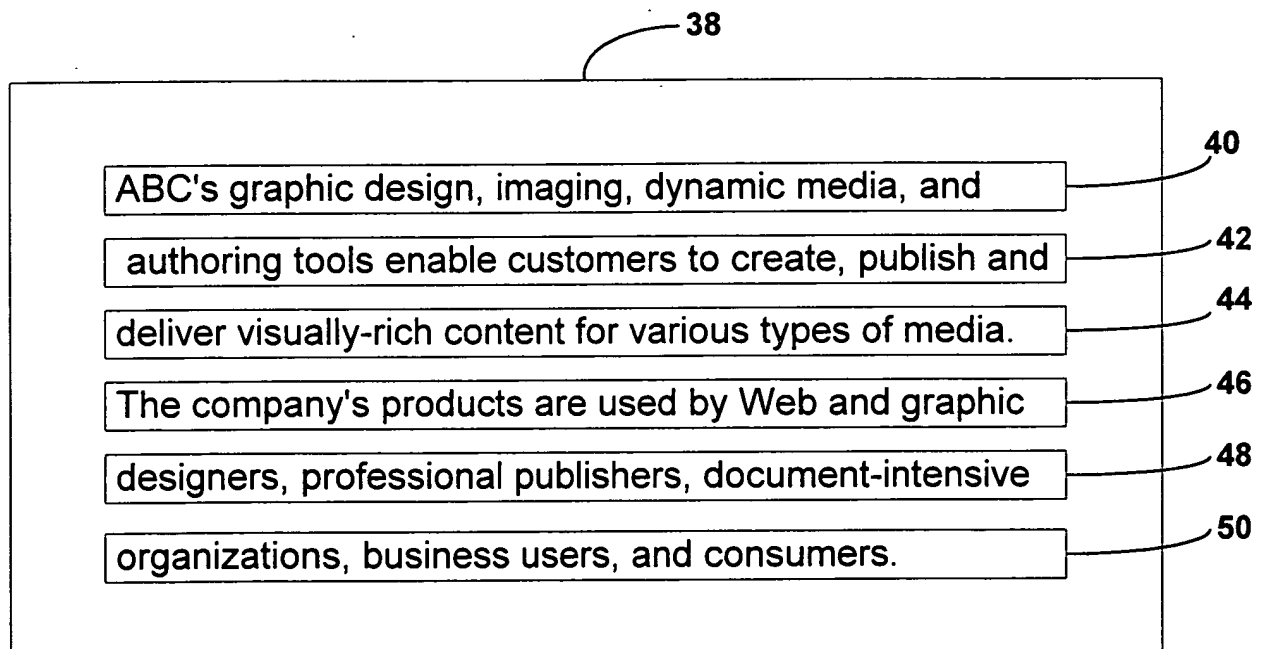 38
ABC's graphic design, imaging, dynamic media, and
40
authoring tools enable customers to create, publish and
42
deliver visually-rich content for various types of media.
44
The company's products are used by Web and graphic
46
designers, professional publishers, document-intensive
48
organizations, business users, and consumers.
50